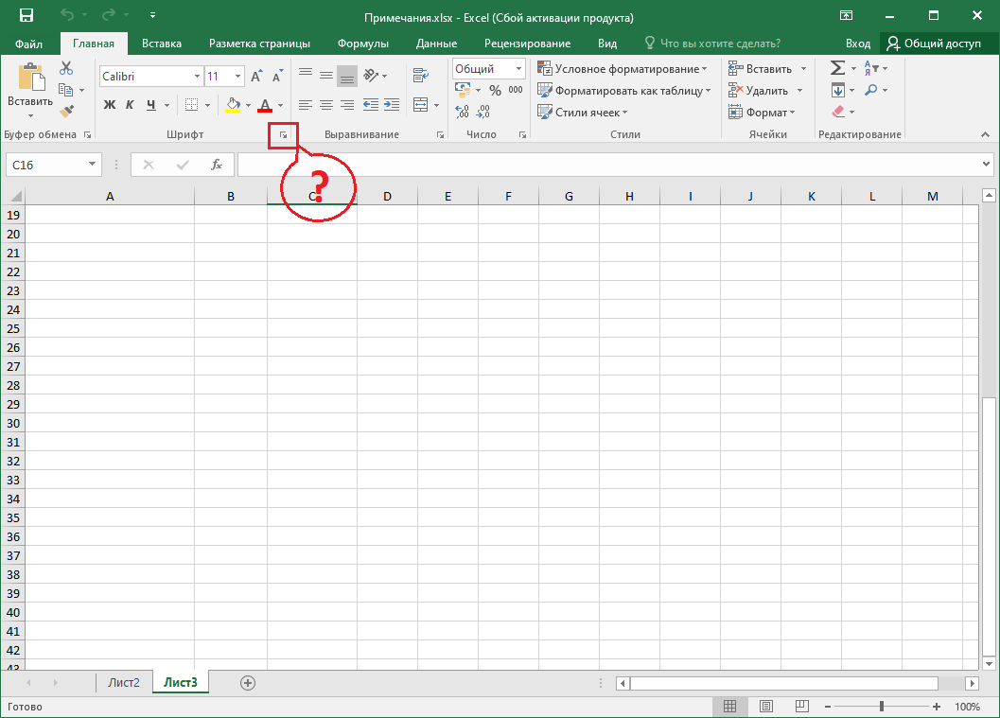 Примечания.xlsx - Excel (Сбой активации продукта)
Файл Главная Вставка Разметка страницы Формулы Данные Рецензирование Вид Что вы хотите сделать? Вход Общий доступ
Вставить
Calibri 11
Ж К Ч А
Общий
% 000
Условное форматирование
Форматировать как таблицу
Стили ячеек
Вставить
Удалить
Формат
Буфер обмена Шрифт Выравнивание Число Стили Ячейки Редактирование
?
C16 fx
A B C D E F G H I J K L M
19
20
21
22
23
24
25
26
27
28
29
30
31
32
33
34
35
36
37
38
39
40
41
42
43
Лист2 Лист3
Готово 100%